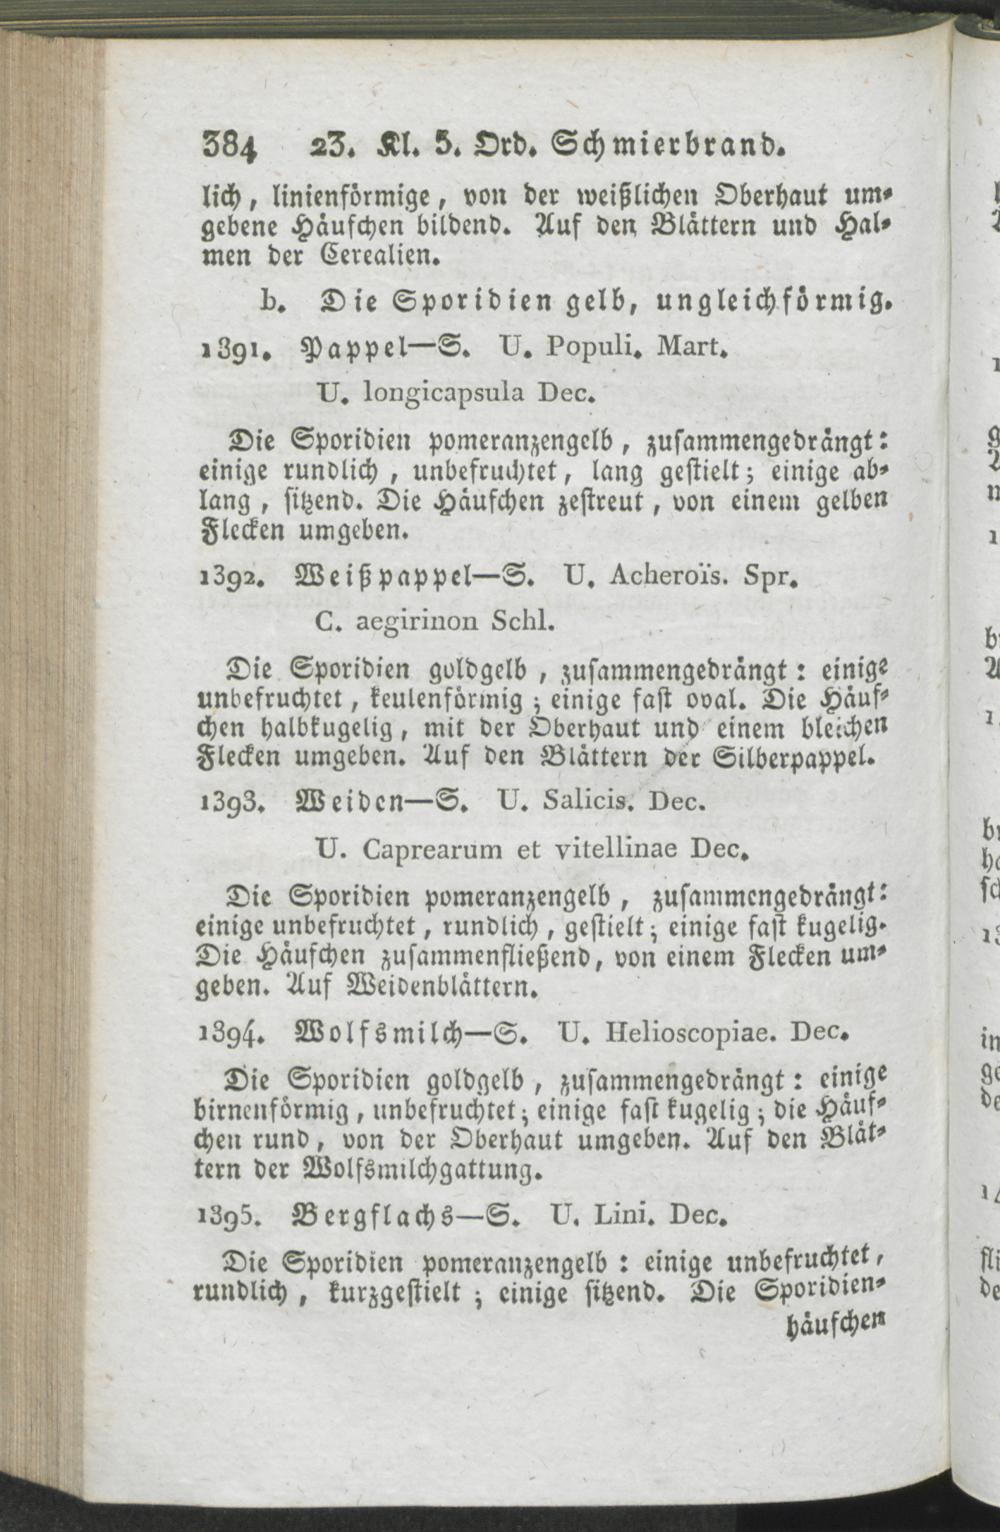 384 23. Kl. 5. Ord. Schmierbrand.
lich, linienförmige, von der weißlichen Oberhaut um-
gebene Häufchen bildend. Auf den Blättern und Hal-
men der Cerealien.
b. Die Sporidien gelb, ungleichförmig.
1391. Pappel—S. U. Populi. Mart.
U. longicapsula Dec.
Die Sporidien pomeranzengelb, zusammengedrängt:
einige rundlich, unbefruchtet, lang gestielt; einige ab-
lang, sitzend. Die Häufchen zestreut, von einem gelben
Flecken umgeben.
1392. Weißpappel—S. U. Acheroïs. Spr.
C. aegirinon Schl.
Die Sporidien goldgelb, zusammengedrängt: einige
unbefruchtet, keulenförmig; einige fast oval. Die Häuf-
chen halbkugelig, mit der Oberhaut und einem bleichen
Flecken umgeben. Auf den Blättern der Silberpappel.
1393. Weiden—S. U. Salicis. Dec.
U. Caprearum et vitellinae Dec.
Die Sporidien pomeranzengelb, zusammengedrängt:
einige unbefruchtet, rundlich, gestielt; einige fast kugelig.
Die Häufchen zusammenfließend, von einem Flecken um-
geben. Auf Weidenblättern.
1394. Wolfsmilch—S. U. Helioscopiae. Dec.
Die Sporidien goldgelb, zusammengedrängt: einige
birnenförmig, unbefruchtet; einige fast kugelig; die Häuf-
chen rund, von der Oberhaut umgeben. Auf den Blät-
tern der Wolfsmilchgattung.
1395. Bergflachs—S. U. Lini. Dec.
Die Sporidien pomeranzengelb: einige unbefruchtet,
rundlich, kurzgestielt; einige sitzend. Die Sporidien-
häufchen